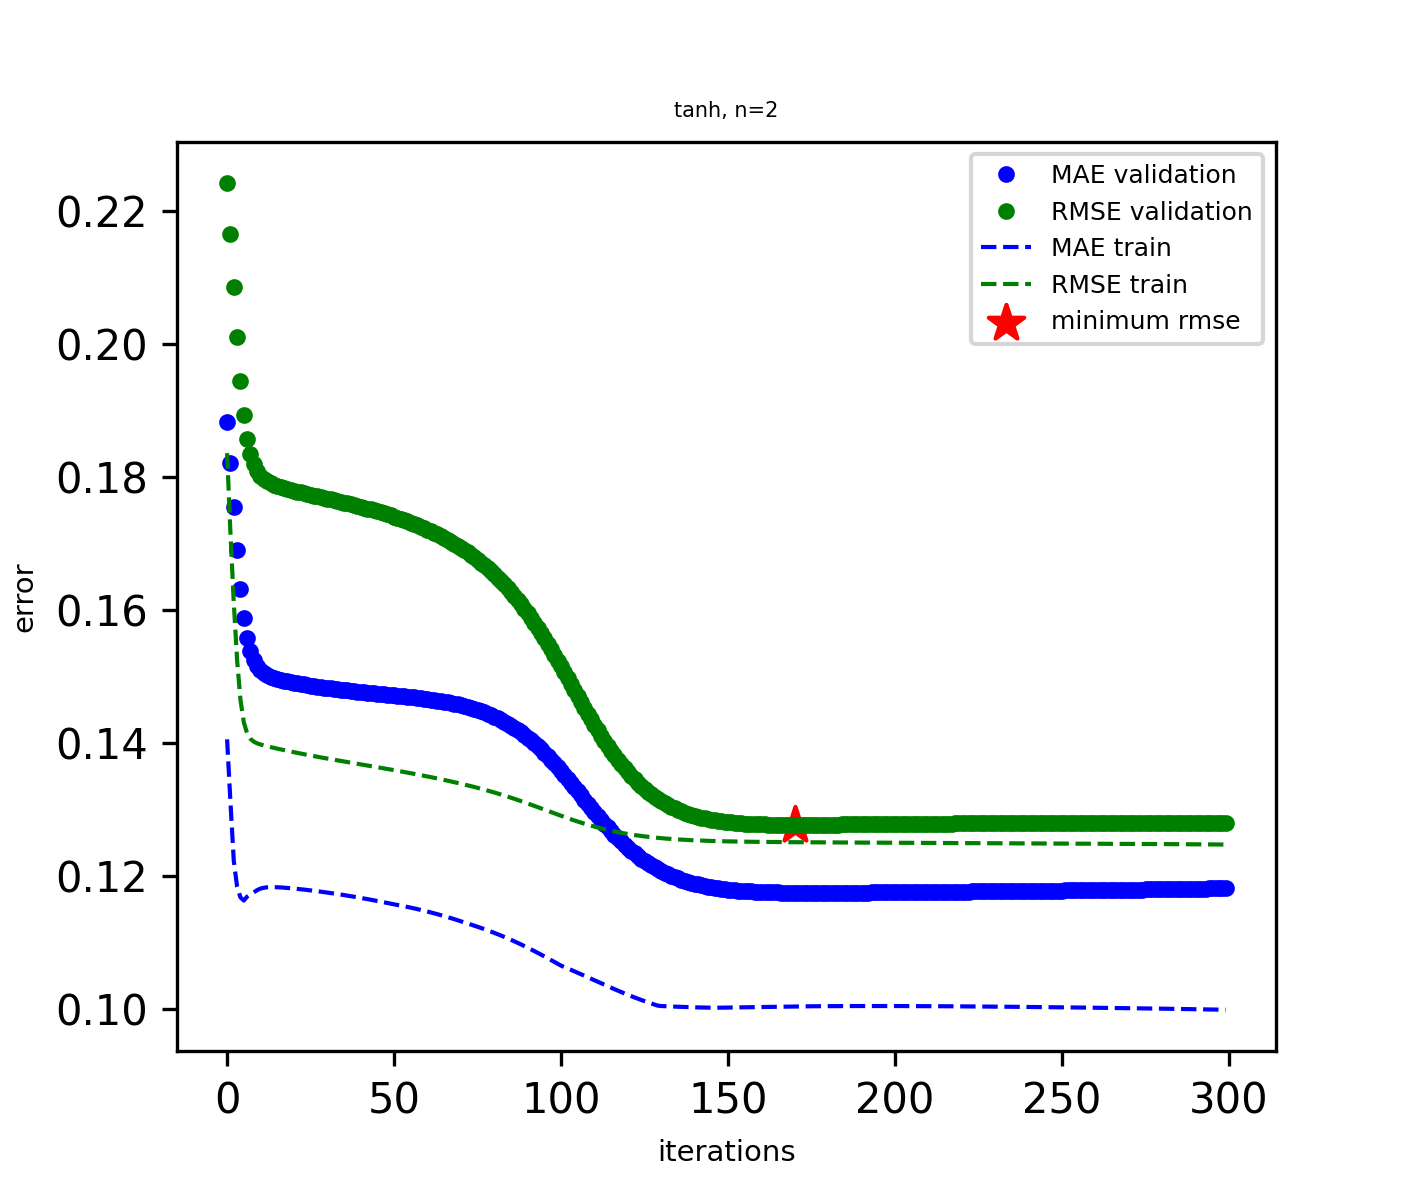 tanh, n=2
MAE validation
RMSE validation
MAE train
RMSE train
minimum rmse
error
0.22
0.20
0.18
0.16
0.14
0.12
0.10
0 50 100 150 200 250 300
iterations